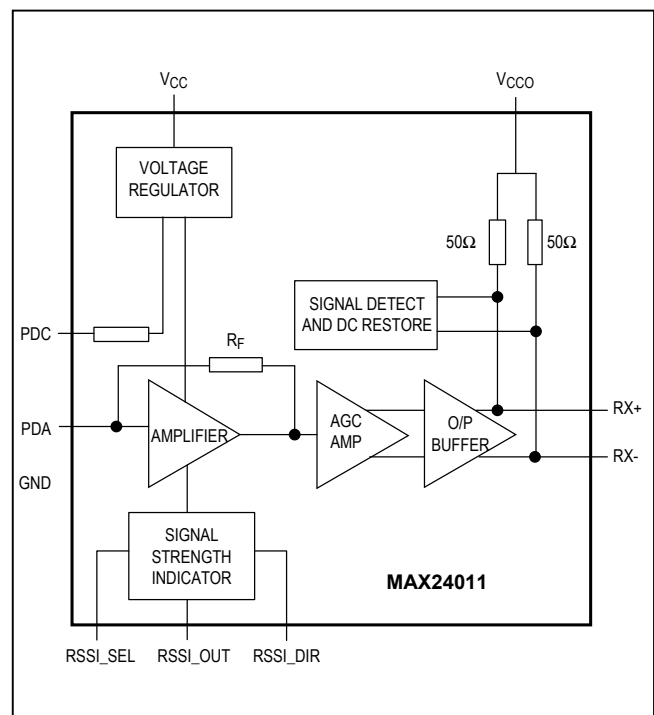 VCC
VCCO
VOLTAGE
REGULATOR
50Ω
50Ω
SIGNAL DETECT
AND DC RESTORE
PDC
RF
PDA
AMPLIFIER
AGC
AMP
O/P
BUFFER
RX+
RX-
GND
SIGNAL
STRENGTH
INDICATOR
MAX24011
RSSI_SEL
RSSI_OUT
RSSI_DIR